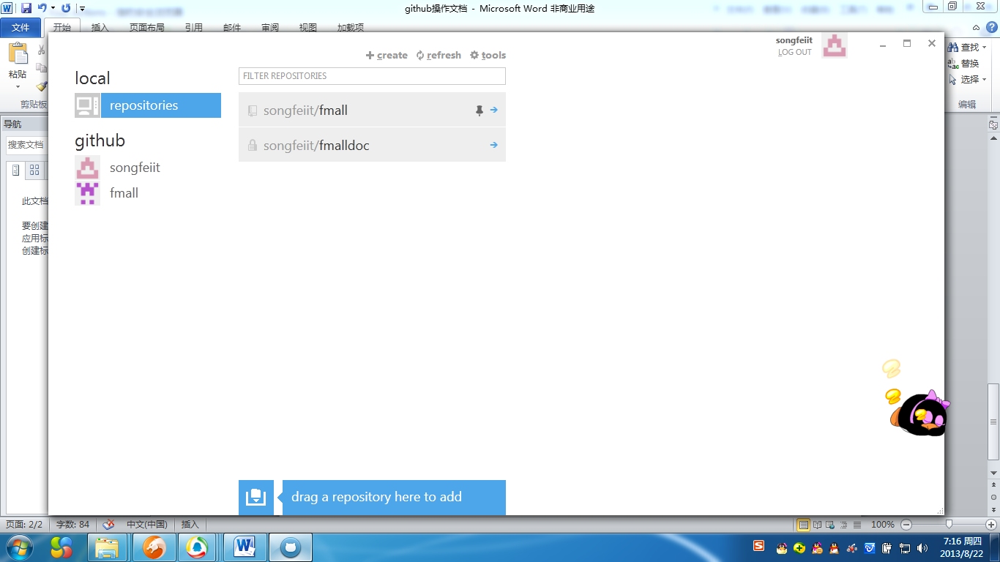 github操作文档 - Microsoft Word 非商业用途
文件 开始 插入 页面布局 引用 邮件 审阅 视图 加载项
粘贴
剪贴板
查找
替换
选择
编辑
导航
搜索文档
此文档
要创建
应用标
创建标
songfeiit
LOG OUT
create refresh tools
local
repositories
github
songfeiit
fmall
FILTER REPOSITORIES
songfeiit/fmall
songfeiit/fmalldoc
drag a repository here to add
页面: 2/2 字数: 84 中文(中国) 插入 100%
7:16 周四
2013/8/22